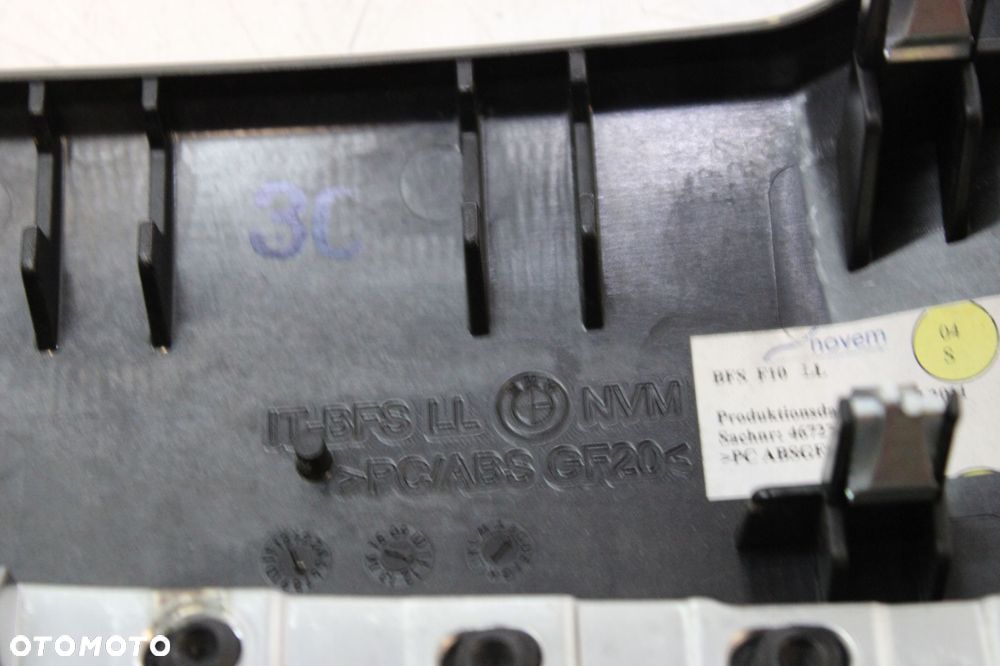 3C
novem
04
S
BFS F10 LL
Produktionsda
Sachnr: 4672
>PC ABSGF
IT-BFS LL NVM
>PC/ABS GF20<
OTOMOTO